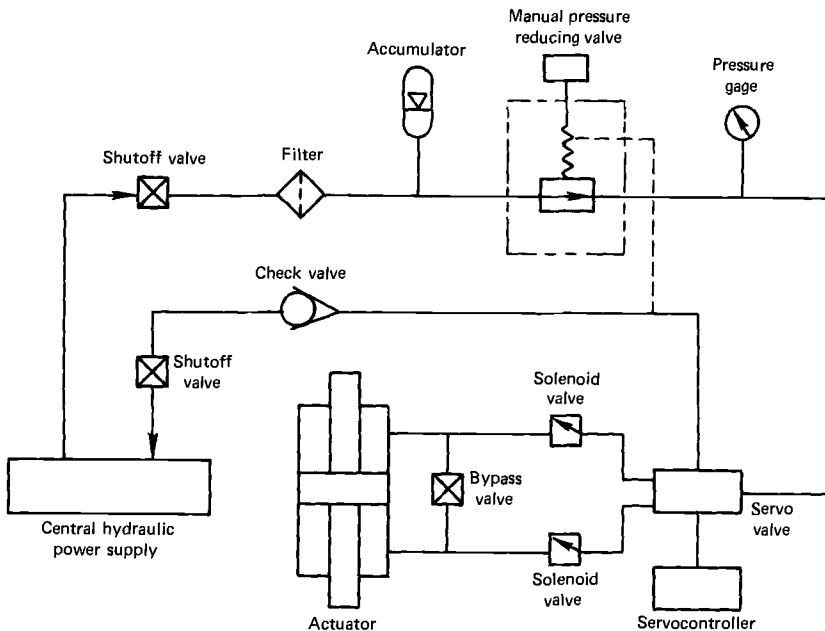 Manual pressure
reducing valve
Accumulator
Pressure
gage
Shutoff valve
Filter
Check valve
Shutoff
valve
Solenoid
valve
Bypass
valve
Servo
valve
Central hydraulic
power supply
Solenoid
valve
Actuator
Servocontroller